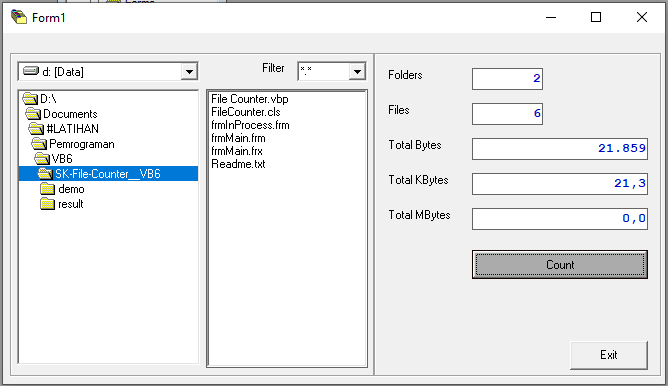 Form1
d: [Data]
Filter
*.*
D:\
Documents
#LATIHAN
Pemrograman
VB6
SK-File-Counter__VB6
demo
result
File Counter.vbp
FileCounter.cls
frmInProcess.frm
frmMain.frm
frmMain.frx
Readme.txt
Folders 2
Files 6
Total Bytes 21.859
Total KBytes 21,3
Total MBytes 0,0
Count
Exit